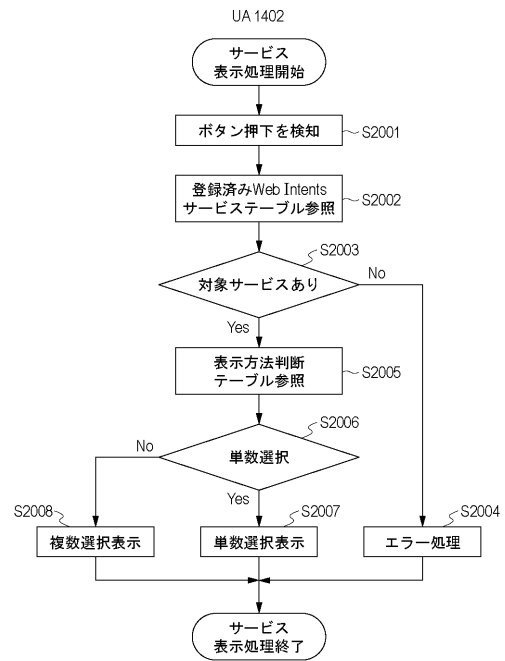 UA 1402
サービス
表示処理開始
ボタン押下を検知
S2001
登録済みWeb Intents
サービステーブル参照
S2002
S2003
対象サービスあり
No
Yes
表示方法判断
テーブル参照
S2005
S2006
単数選択
No
Yes
S2008
複数選択表示
S2007
単数選択表示
S2004
エラー処理
サービス
表示処理終了